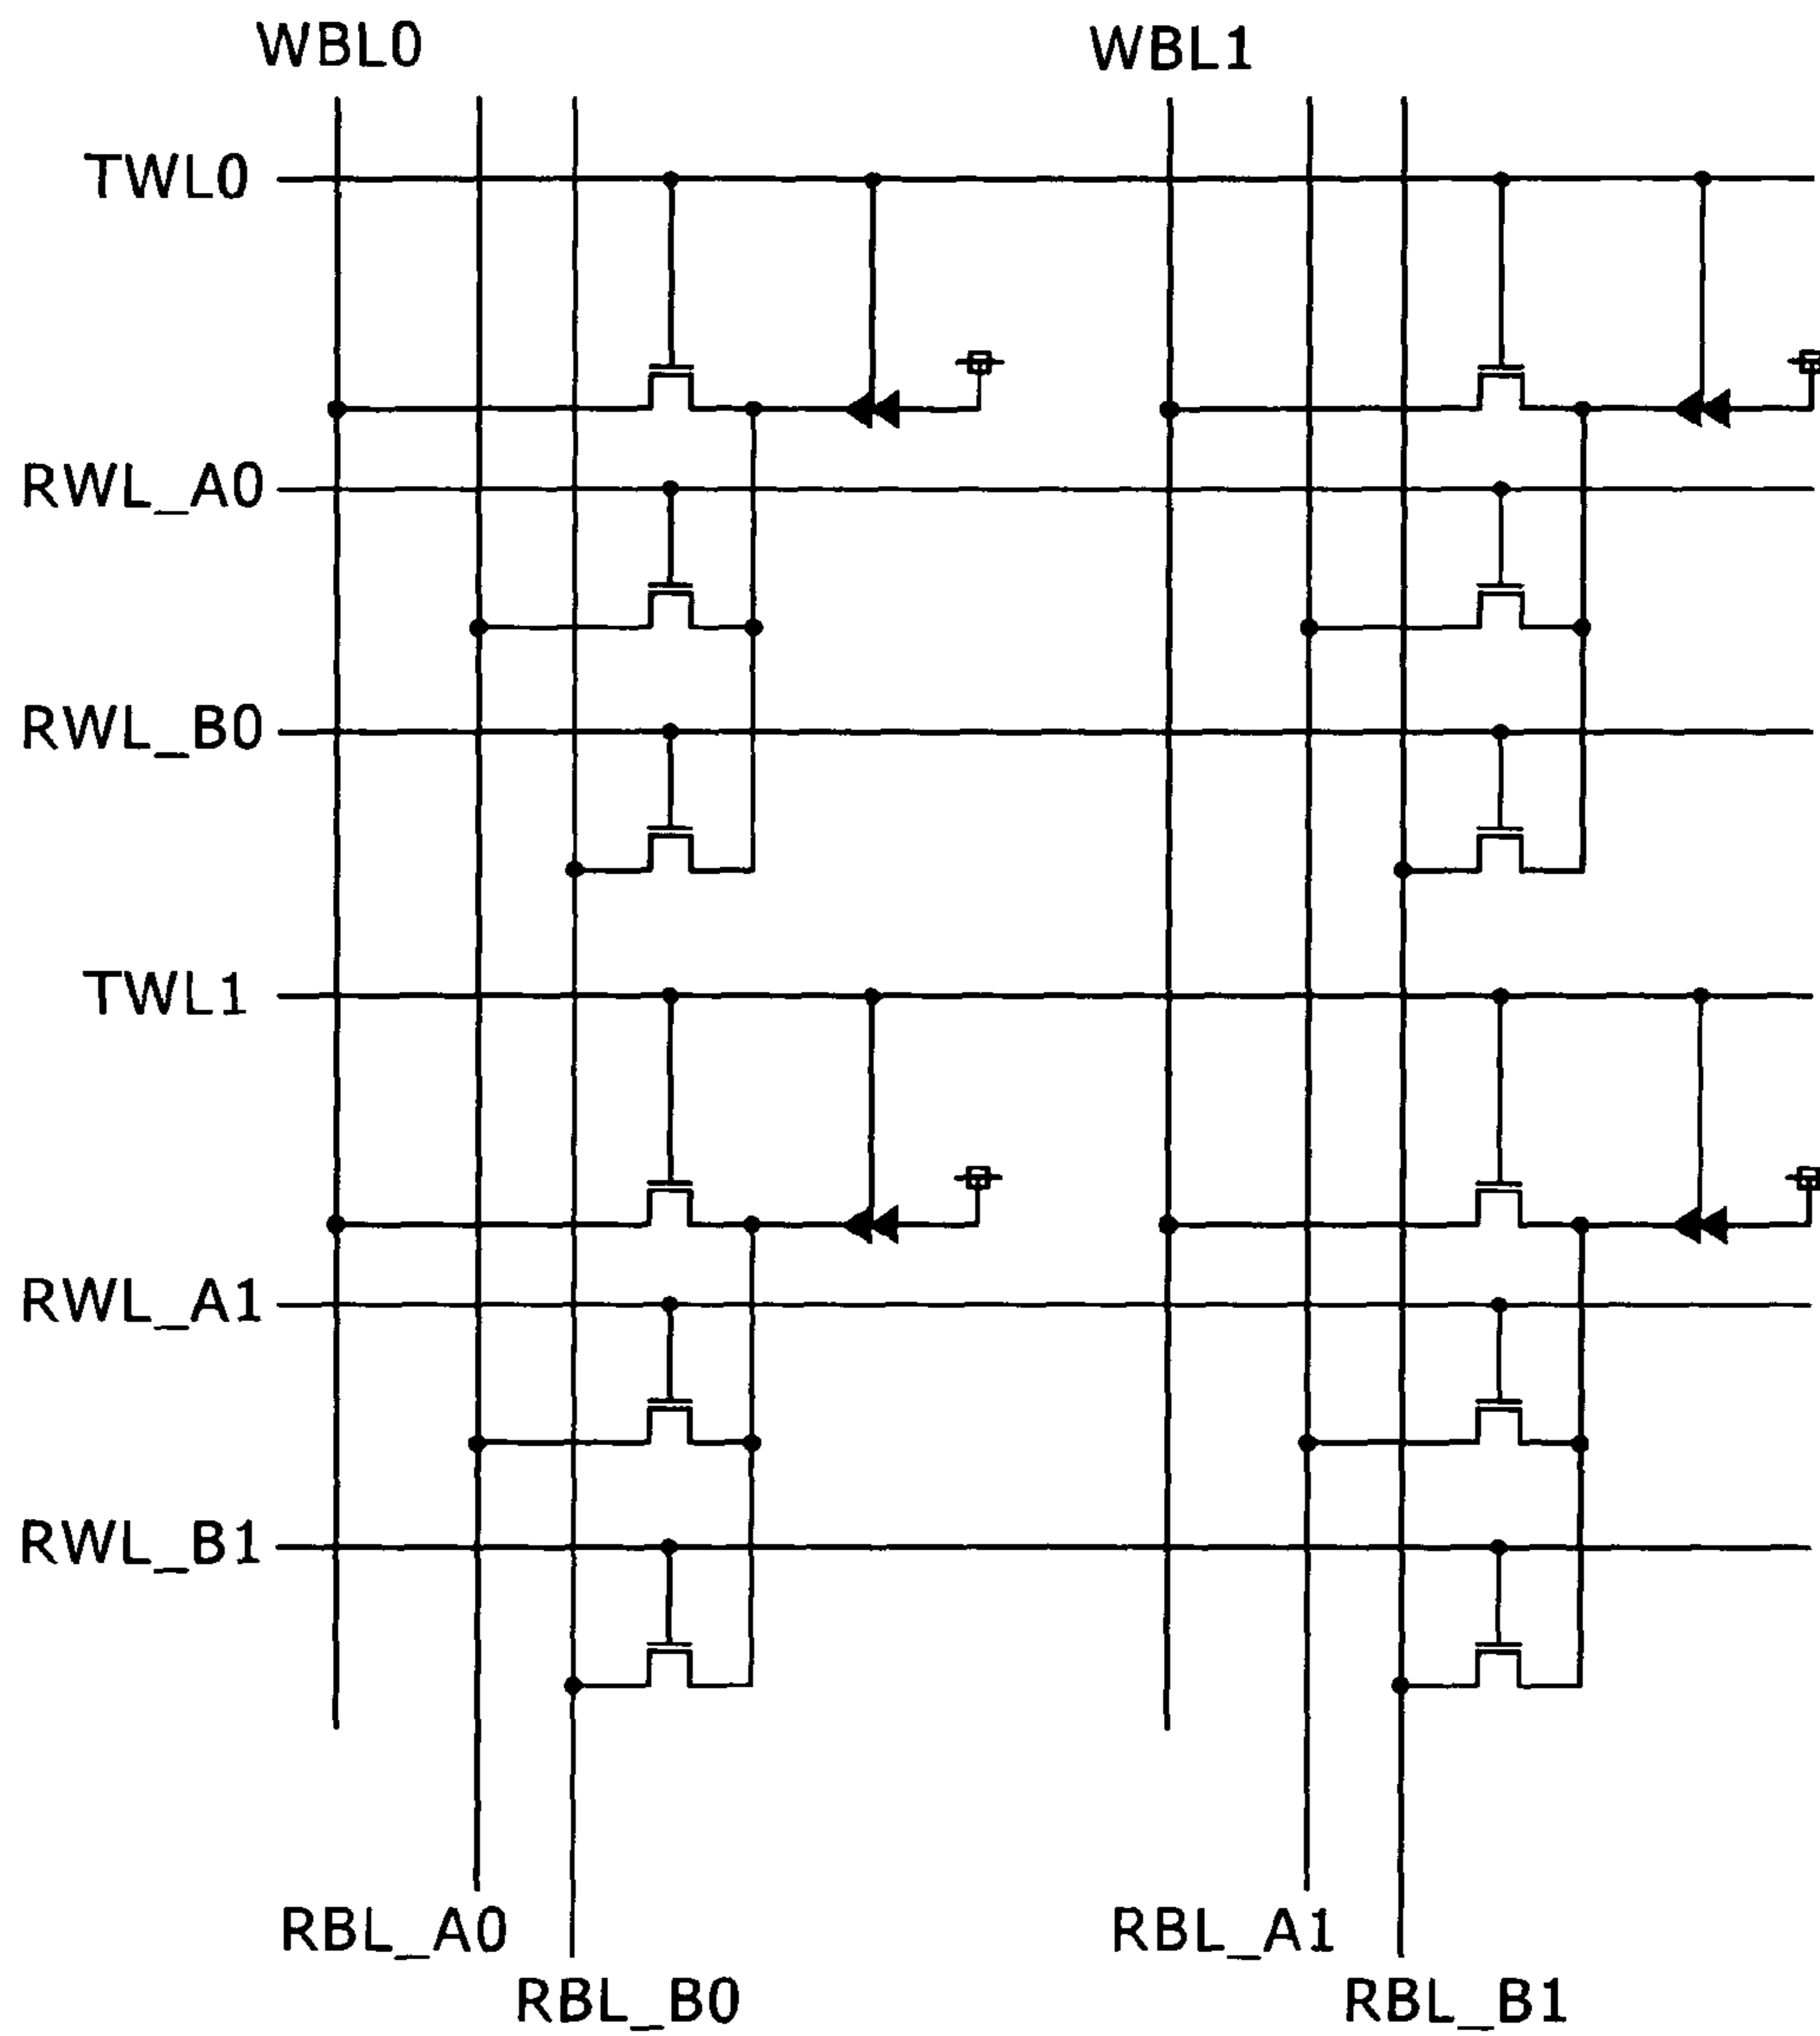 WBL0 WBL1
TWL0
RWL_A0
RWL_B0
TWL1
RWL_A1
RWL_B1
RBL_A0 RBL_A1
RBL_B0 RBL_B1